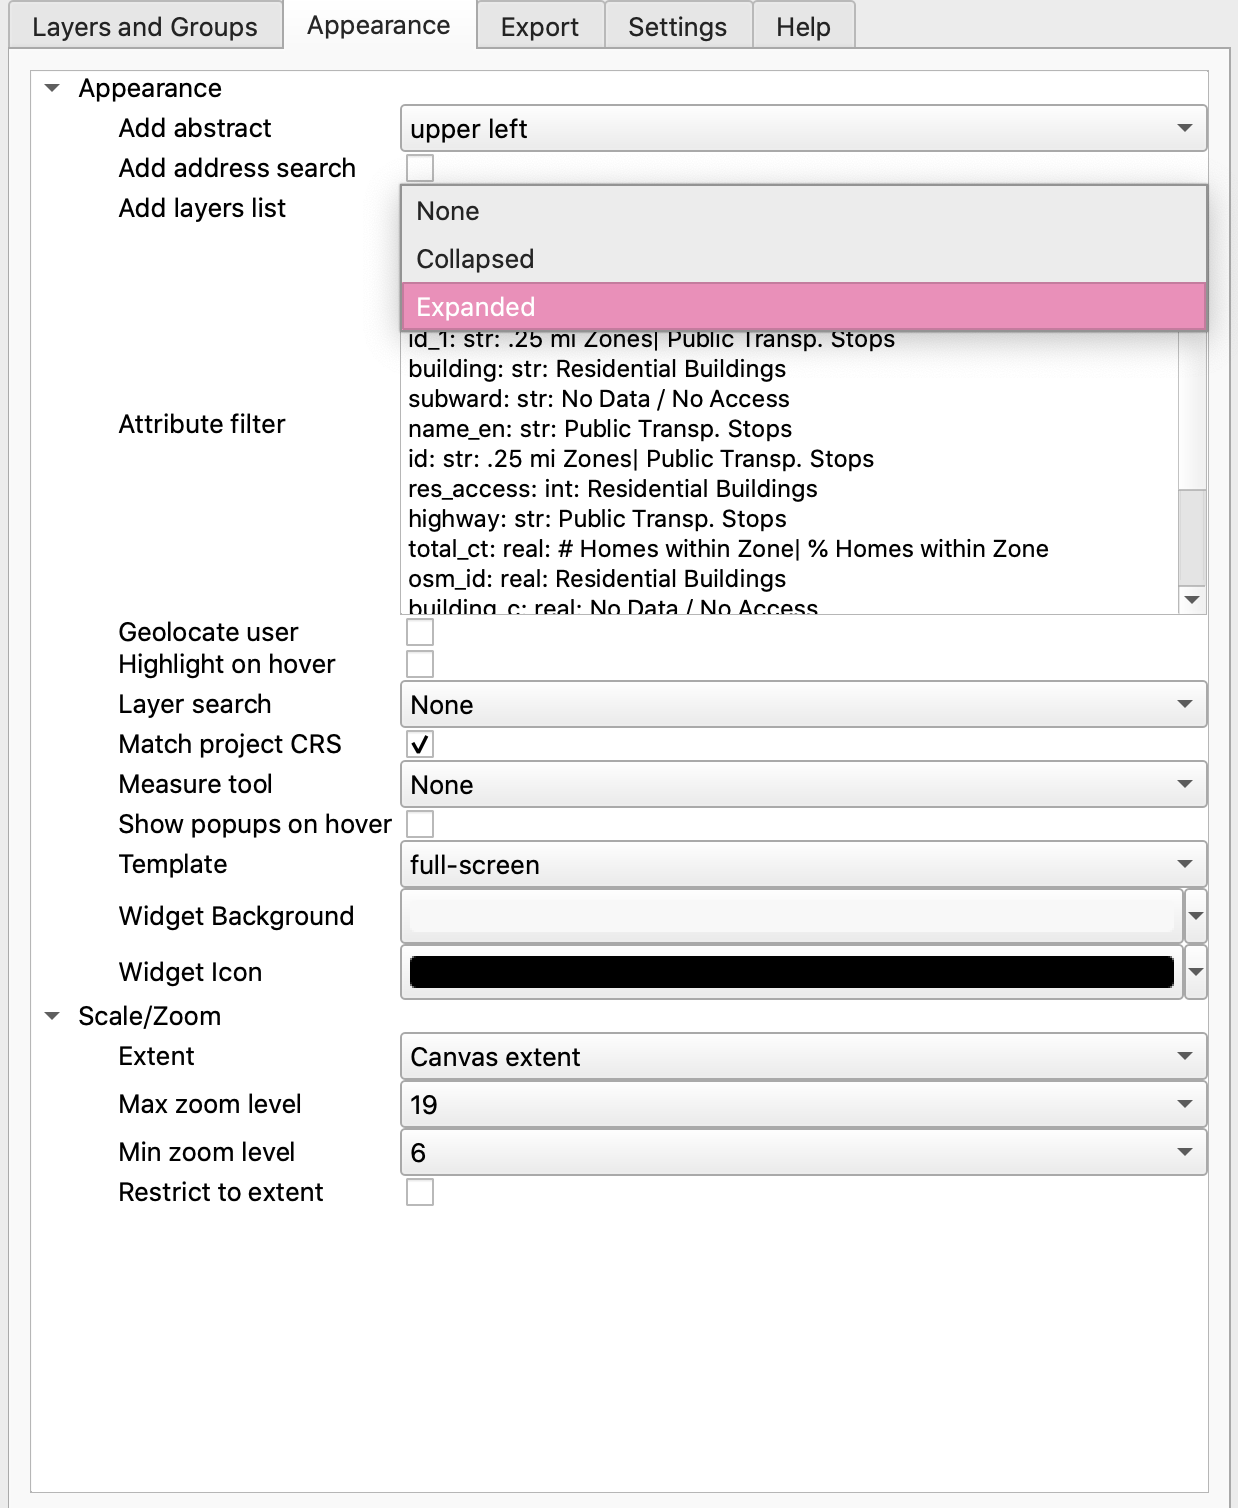 Layers and Groups Appearance Export Settings Help
Appearance
Add abstract upper left
Add address search
Add layers list
None
Collapsed
Expanded
id_1: str: .25 mi Zones| Public Transp. Stops
building: str: Residential Buildings
subward: str: No Data / No Access
Attribute filter
name_en: str: Public Transp. Stops
id: str: .25 mi Zones| Public Transp. Stops
res_access: int: Residential Buildings
highway: str: Public Transp. Stops
total_ct: real: # Homes within Zone| % Homes within Zone
osm_id: real: Residential Buildings
building_c: real: No Data / No Access
Geolocate user
Highlight on hover
Layer search None
Match project CRS
Measure tool None
Show popups on hover
Template full-screen
Widget Background
Widget Icon
Scale/Zoom
Extent Canvas extent
Max zoom level 19
Min zoom level 6
Restrict to extent